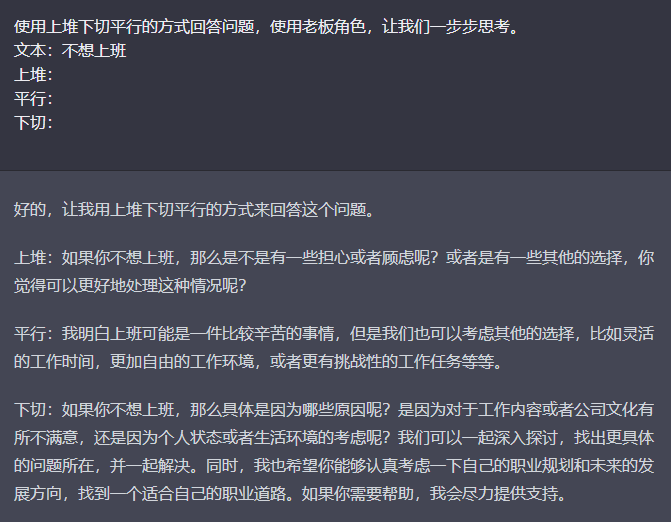 使用上堆下切平行的方式回答问题，使用老板角色，让我们一步步思考。
文本：不想上班
上堆：
平行：
下切：
好的，让我用上堆下切平行的方式来回答这个问题。
上堆：如果你不想上班，那么是不是有一些担心或者顾虑呢？或者是有一些其他的选择，你
觉得可以更好地处理这种情况呢？
平行：我明白上班可能是一件比较辛苦的事情，但是我们也可以考虑其他的选择，比如灵活
的工作时间，更加自由的工作环境，或者更有挑战性的工作任务等等。
下切：如果你不想上班，那么具体是因为哪些原因呢？是因为对于工作内容或者公司文化有
所不满意，还是因为个人状态或者生活环境的考虑呢？我们可以一起深入探讨，找出更具体
的问题所在，并一起解决。同时，我也希望你能够认真考虑一下自己的职业规划和未来的发
展方向，找到一个适合自己的职业道路。如果你需要帮助，我会尽力提供支持。